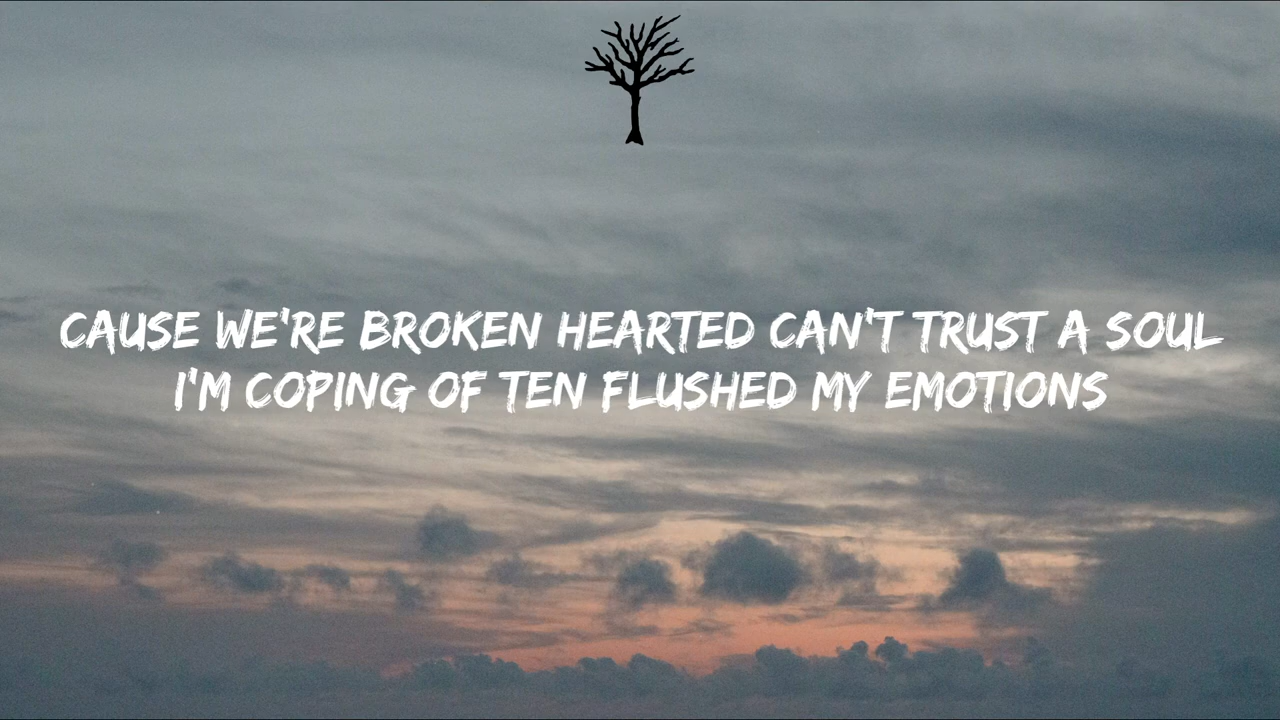 CAUSE WE'RE BROKEN HEARTED CAN'T TRUST A SOUL
I'M COPING OF TEN FLUSHED MY EMOTIONS